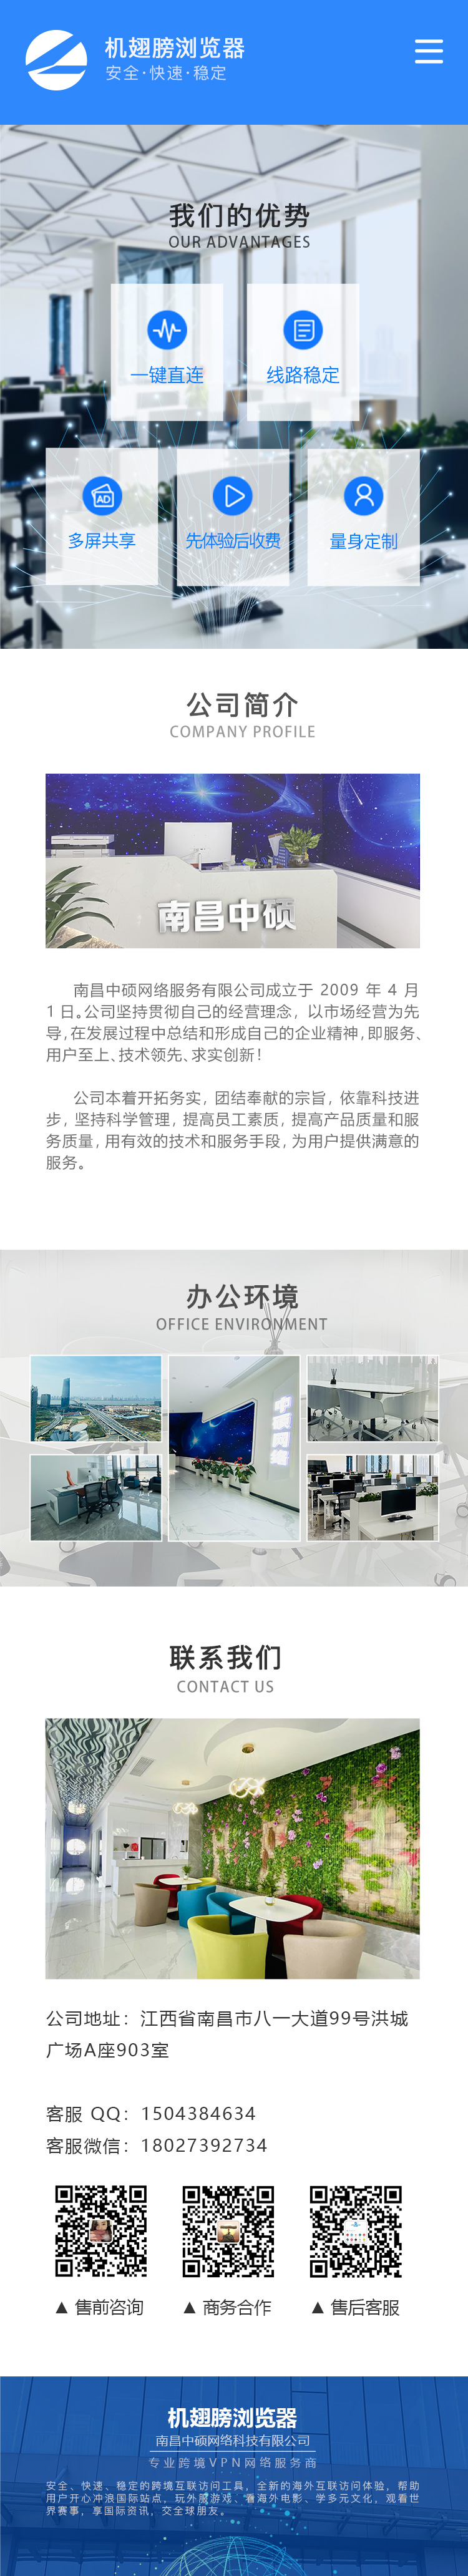 机翅膀浏览器
安全·快速·稳定
我们的优势
OUR ADVANTAGES
一键直连
线路稳定
AD
多屏共享
先体验后收费
量身定制
公司简介
COMPANY PROFILE
南昌中硕
南昌中硕网络服务有限公司成立于 2009 年 4 月
1 日。公司坚持贯彻自己的经营理念，以市场经营为先
导，在发展过程中总结和形成自己的企业精神，即服务、
用户至上、技术领先、求实创新！
公司本着开拓务实，团结奉献的宗旨，依靠科技进
步，坚持科学管理，提高员工素质，提高产品质量和服
务质量，用有效的技术和服务手段，为用户提供满意的
服务。
办公环境
OFFICE ENVIRONMENT
中硕网络
联系我们
CONTACT US
公司地址：江西省南昌市八一大道99号洪城
广场A座903室
客服 QQ：1504384634
客服微信：18027392734
▲ 售前咨询
▲ 商务合作
▲ 售后客服
机翅膀浏览器
南昌中硕网络科技有限公司
专业跨境VPN网络服务商
安全、快速、稳定的跨境互联访问工具，全新的海外互联访问体验，帮助
用户开心冲浪国际站点，玩外服游戏、看海外电影、学多元文化，观看世
界赛事，享国际资讯，交全球朋友。